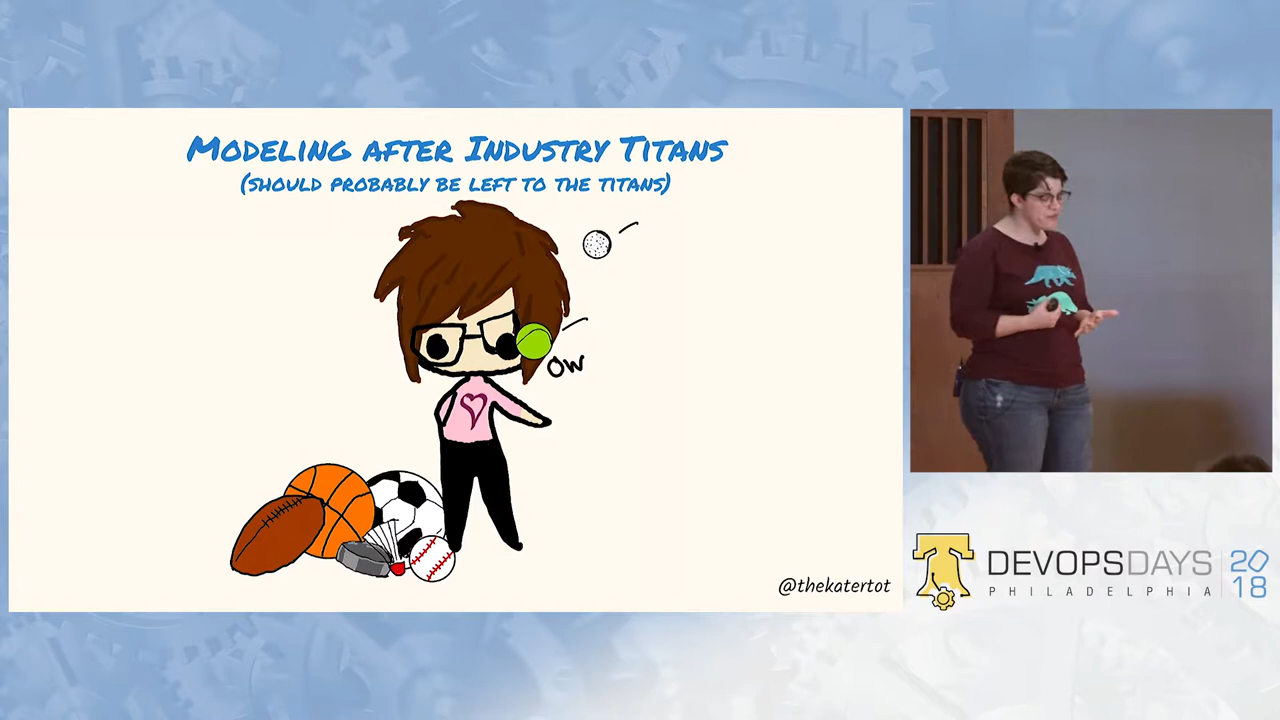 Modeling after Industry Titans
(should probably be left to the titans)
OW
@thekatertot
DEVOPSDAYS
PHILADELPHIA
20
18